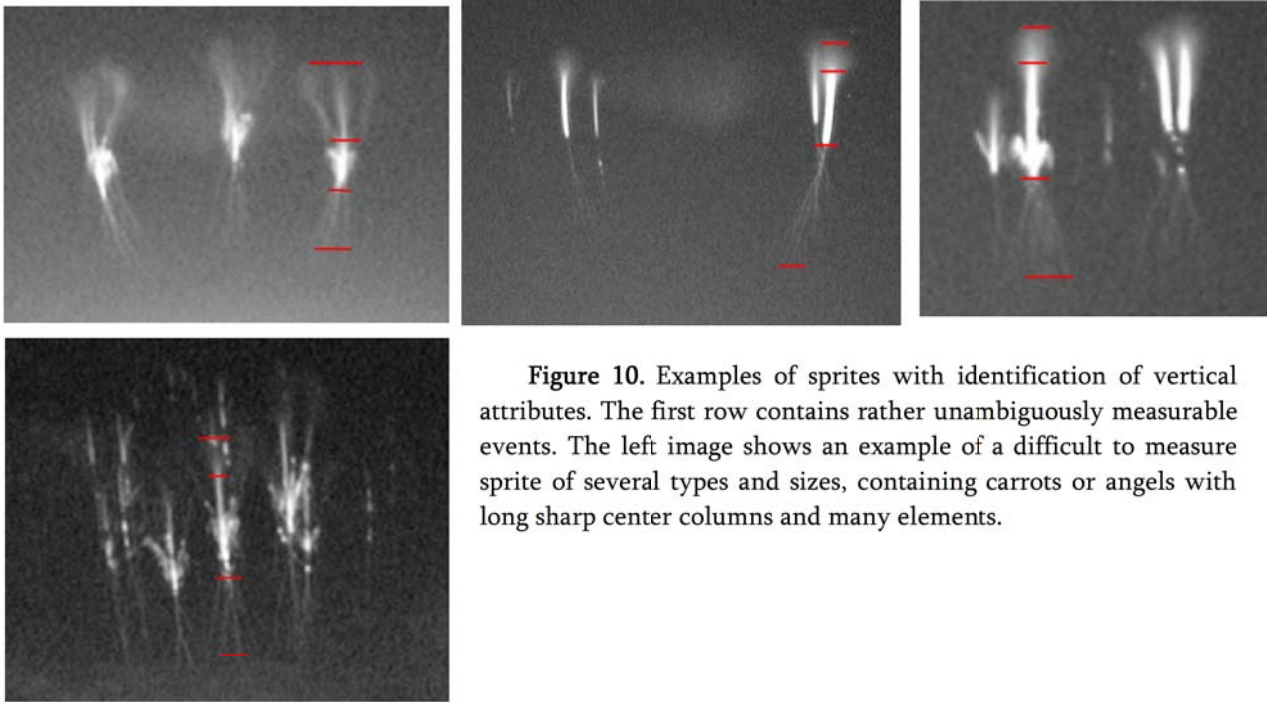 Figure 10. Examples of sprites with identification of vertical
attributes. The first row contains rather unambiguously measurable
events. The left image shows an example of a difficult to measure
sprite of several types and sizes, containing carrots or angels with
long sharp center columns and many elements.